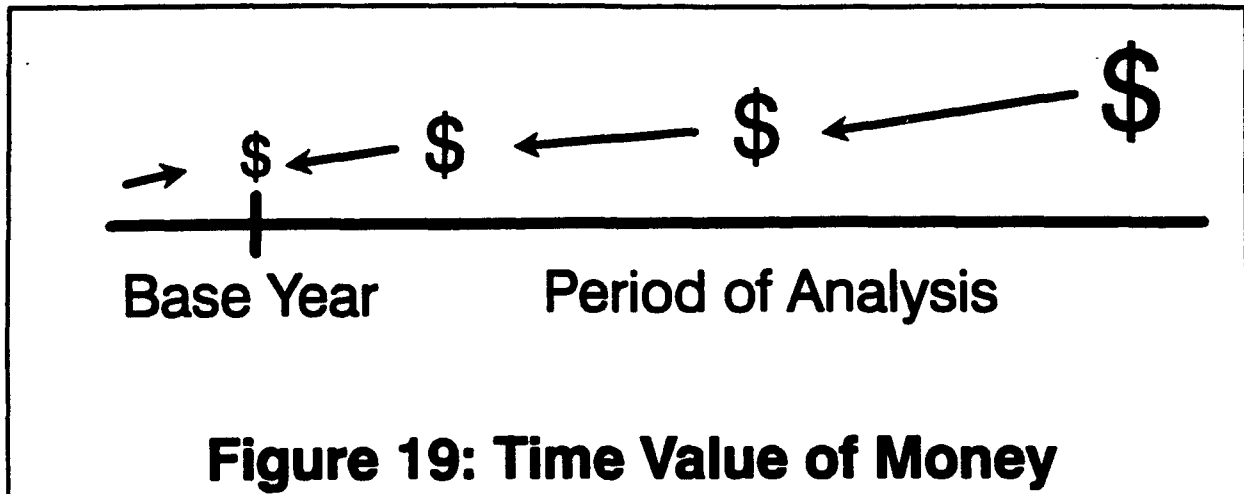 $ $ $ $
Base Year Period of Analysis
Figure 19: Time Value of Money